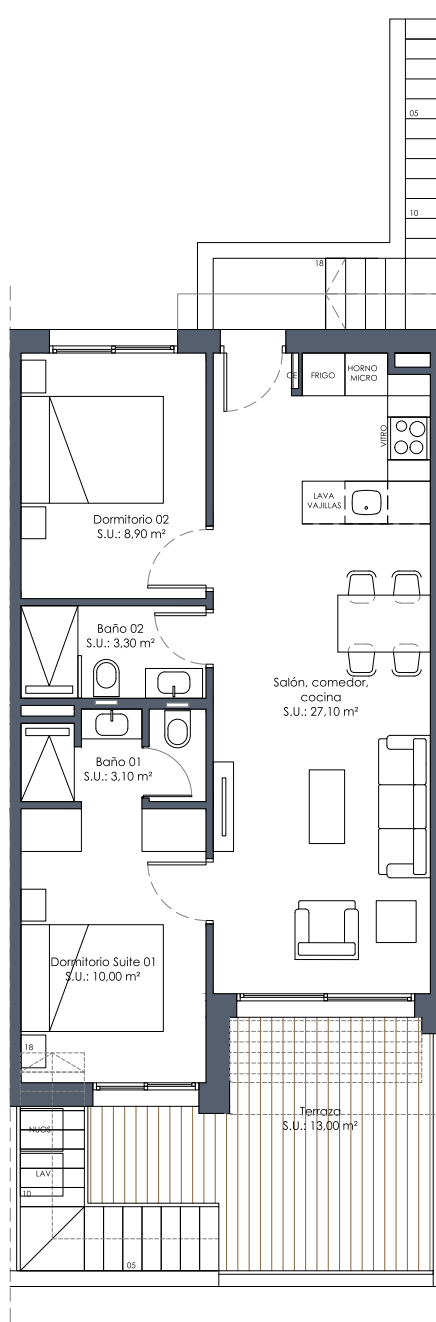 05
10
18
CE
FRIGO
HORNO
MICRO
VITRO
LAVA
VAJILLAS
Dormitorio 02
S.U.: 8,90 m²
Baño 02
S.U.: 3,30 m²
Salón, comedor,
cocina
S.U.: 27,10 m²
Baño 01
S.U.: 3,10 m²
Dormitorio Suite 01
S.U.: 10,00 m²
18
Terraza
S.U.: 13,00 m²
LAV
10
05